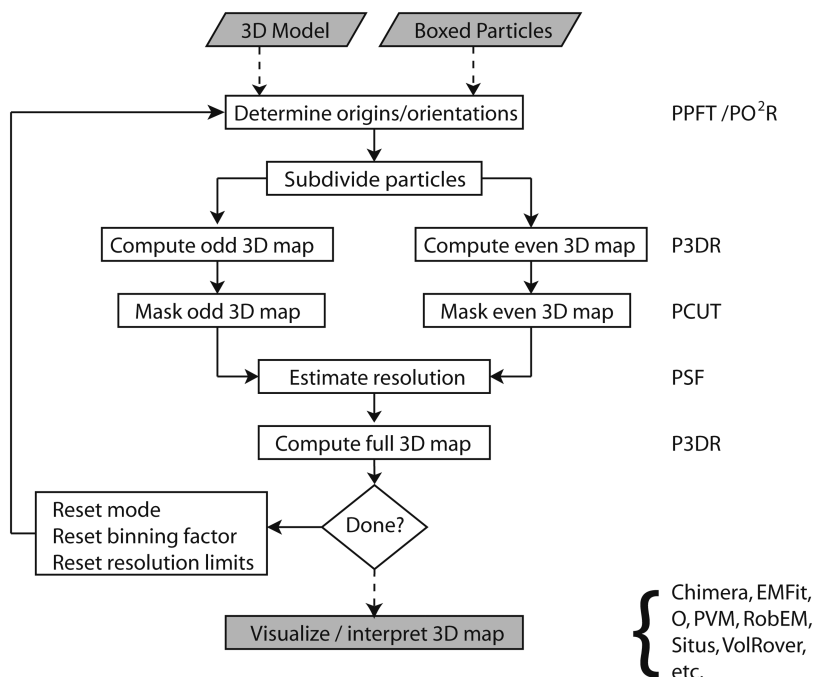 3D Model
Boxed Particles
Determine origins/orientations
PPFT /PO²R
Subdivide particles
Compute odd 3D map
Compute even 3D map
P3DR
Mask odd 3D map
Mask even 3D map
PCUT
Estimate resolution
PSF
Compute full 3D map
P3DR
Reset mode
Reset binning factor
Reset resolution limits
Done?
Visualize / interpret 3D map
{
Chimera, EMFit,
O, PVM, RobEM,
Situs, VolRover,
etc.